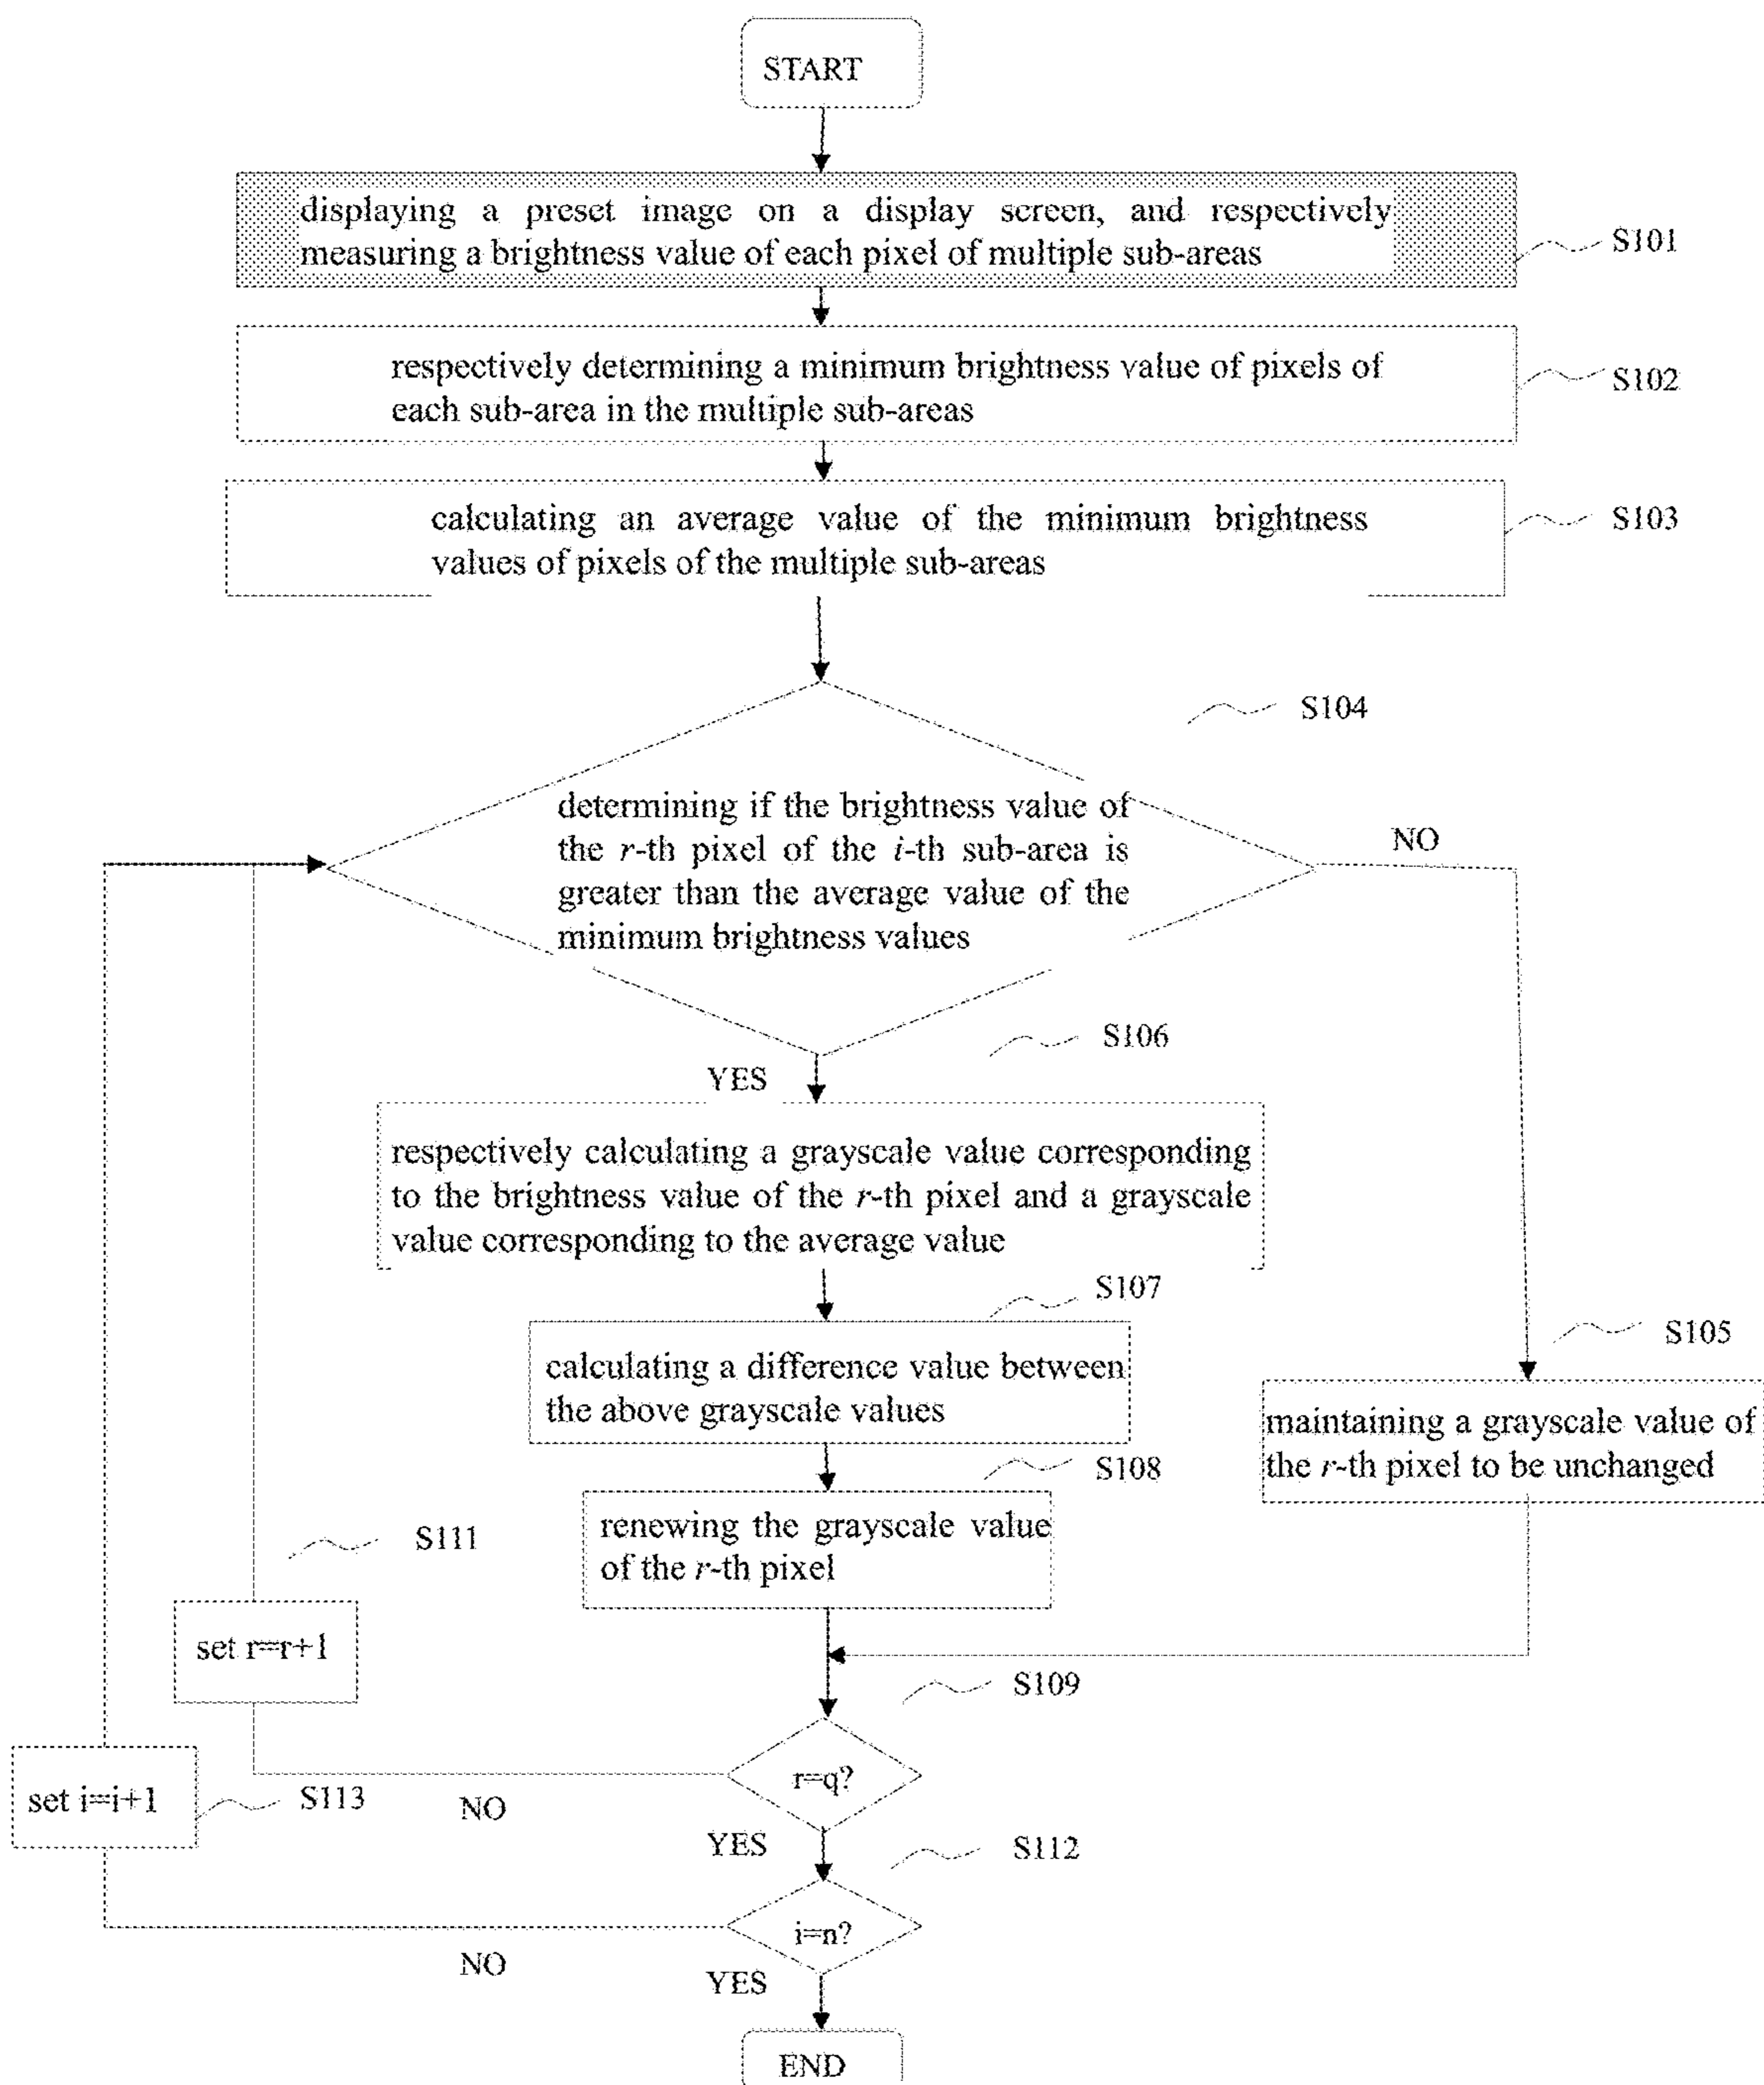 START
displaying a preset image on a display screen, and respectively
measuring a brightness value of each pixel of multiple sub-areas
S101
respectively determining a minimum brightness value of pixels of
each sub-area in the multiple sub-areas
S102
calculating an average value of the minimum brightness
values of pixels of the multiple sub-areas
S103
S104
determining if the brightness value of
the r-th pixel of the i-th sub-area is
greater than the average value of the
minimum brightness values
NO
S106
YES
respectively calculating a grayscale value corresponding
to the brightness value of the r-th pixel and a grayscale
value corresponding to the average value
S107
calculating a difference value between
the above grayscale values
S105
maintaining a grayscale value of
the r-th pixel to be unchanged
S108
renewing the grayscale value
of the r-th pixel
S111
set r=r+1
S109
r=q?
NO
set i=i+1
S113
YES
S112
i=n?
NO
YES
END